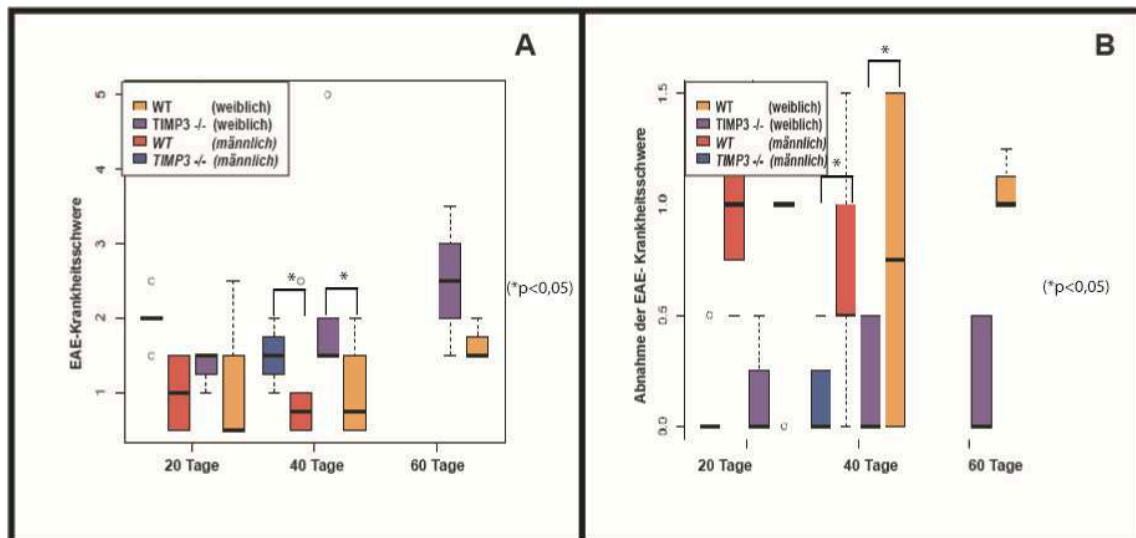 A
EAE-Krankheitsschwere
5
4
3
2
1
WT (weiblich)
TIMP3 -/- (weiblich)
WT (männlich)
TIMP3 -/- (männlich)
* *
(*p<0,05)
20 Tage 40 Tage 60 Tage
B
Abnahme der EAE- Krankheitsschwere
1.5
1.0
0.5
0.0
WT (weiblich)
TIMP3 -/- (weiblich)
WT (männlich)
TIMP3 -/- (männlich)
*
*
(*p<0,05)
20 Tage 40 Tage 60 Tage